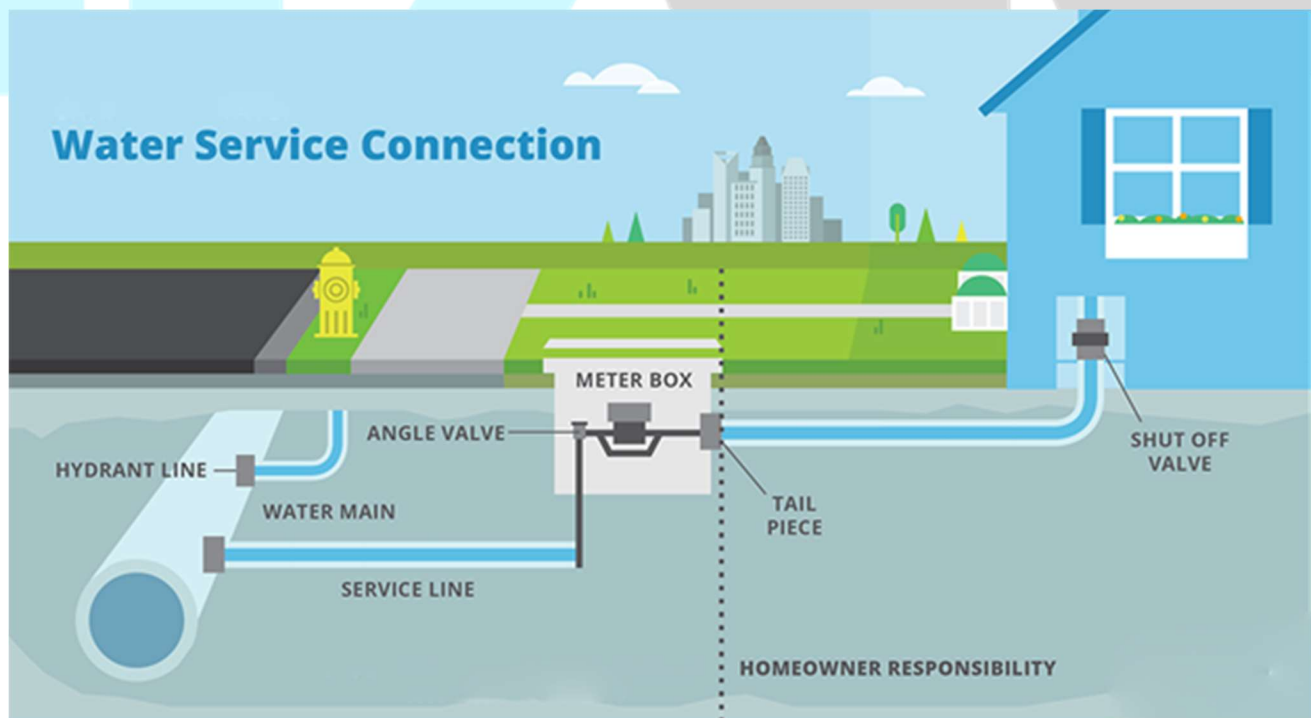 Water Service Connection
METER BOX
ANGLE VALVE
HYDRANT LINE
WATER MAIN
SERVICE LINE
TAIL
PIECE
SHUT OFF
VALVE
HOMEOWNER RESPONSIBILITY